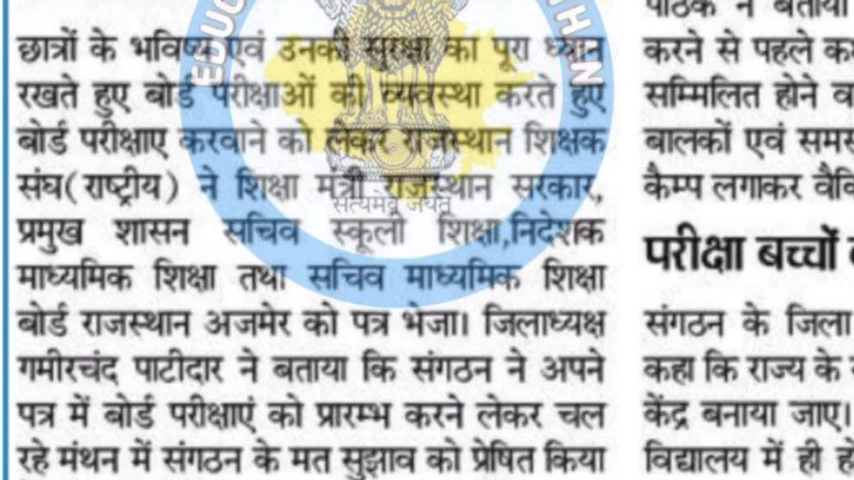 छात्रों के भविष्य एवं उनकी सुरक्षा का पूरा ध्यान
रखते हुए बोर्ड परीक्षाओं की व्यवस्था करते हुए
बोर्ड परीक्षाए करवाने को लेकर राजस्थान शिक्षक
संघ(राष्ट्रीय) ने शिक्षा मंत्री राजस्थान सरकार,
प्रमुख शासन सचिव स्कूली शिक्षा,निदेशक
माध्यमिक शिक्षा तथा सचिव माध्यमिक शिक्षा
बोर्ड राजस्थान अजमेर को पत्र भेजा। जिलाध्यक्ष
गमीरचंद पाटीदार ने बताया कि संगठन ने अपने
पत्र में बोर्ड परीक्षाएं को प्रारम्भ करने लेकर चल
रहे मंथन में संगठन के मत सुझाव को प्रेषित किया
पाठक ने बताया
करने से पहले
सम्मिलित होने
बालकों एवं
कैम्प लगाकर
परीक्षा बच्चों
संगठन के जिला
कहा कि राज्य के
केंद्र बनाया जाए।
विद्यालय में ही
सत्यमेव जयते